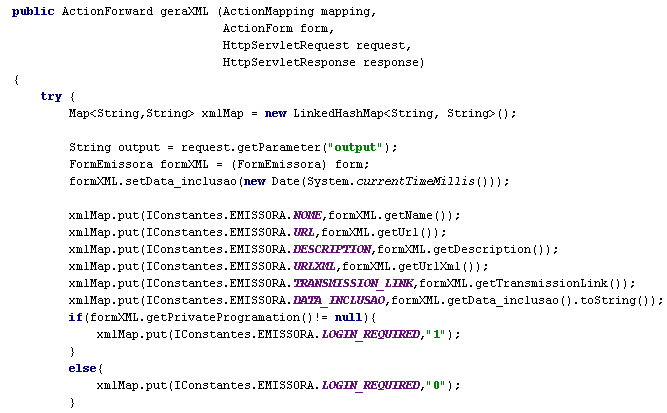 public ActionForward geraXML (ActionMapping mapping,
ActionForm form,
HttpServletRequest request,
HttpServletResponse response)
{
try {
Map<String,String> xmlMap = new LinkedHashMap<String, String>();
String output = request.getParameter("output");
FormEmissora formXML = (FormEmissora) form;
formXML.setData_inclusao(new Date(System.currentTimeMillis()));
xmlMap.put(IConstantes.EMISSORA.NOME,formXML.getName());
xmlMap.put(IConstantes.EMISSORA.URL,formXML.getUrl());
xmlMap.put(IConstantes.EMISSORA.DESCRIPTION,formXML.getDescription());
xmlMap.put(IConstantes.EMISSORA.URLXML,formXML.getUrlXml());
xmlMap.put(IConstantes.EMISSORA.TRANSMISSION_LINK,formXML.getTransmissionLink());
xmlMap.put(IConstantes.EMISSORA.DATA_INCLUSAO,formXML.getData_inclusao().toString());
if(formXML.getPrivateProgramation()!= null){
xmlMap.put(IConstantes.EMISSORA.LOGIN_REQUIRED,"1");
}
else{
xmlMap.put(IConstantes.EMISSORA.LOGIN_REQUIRED,"0");
}